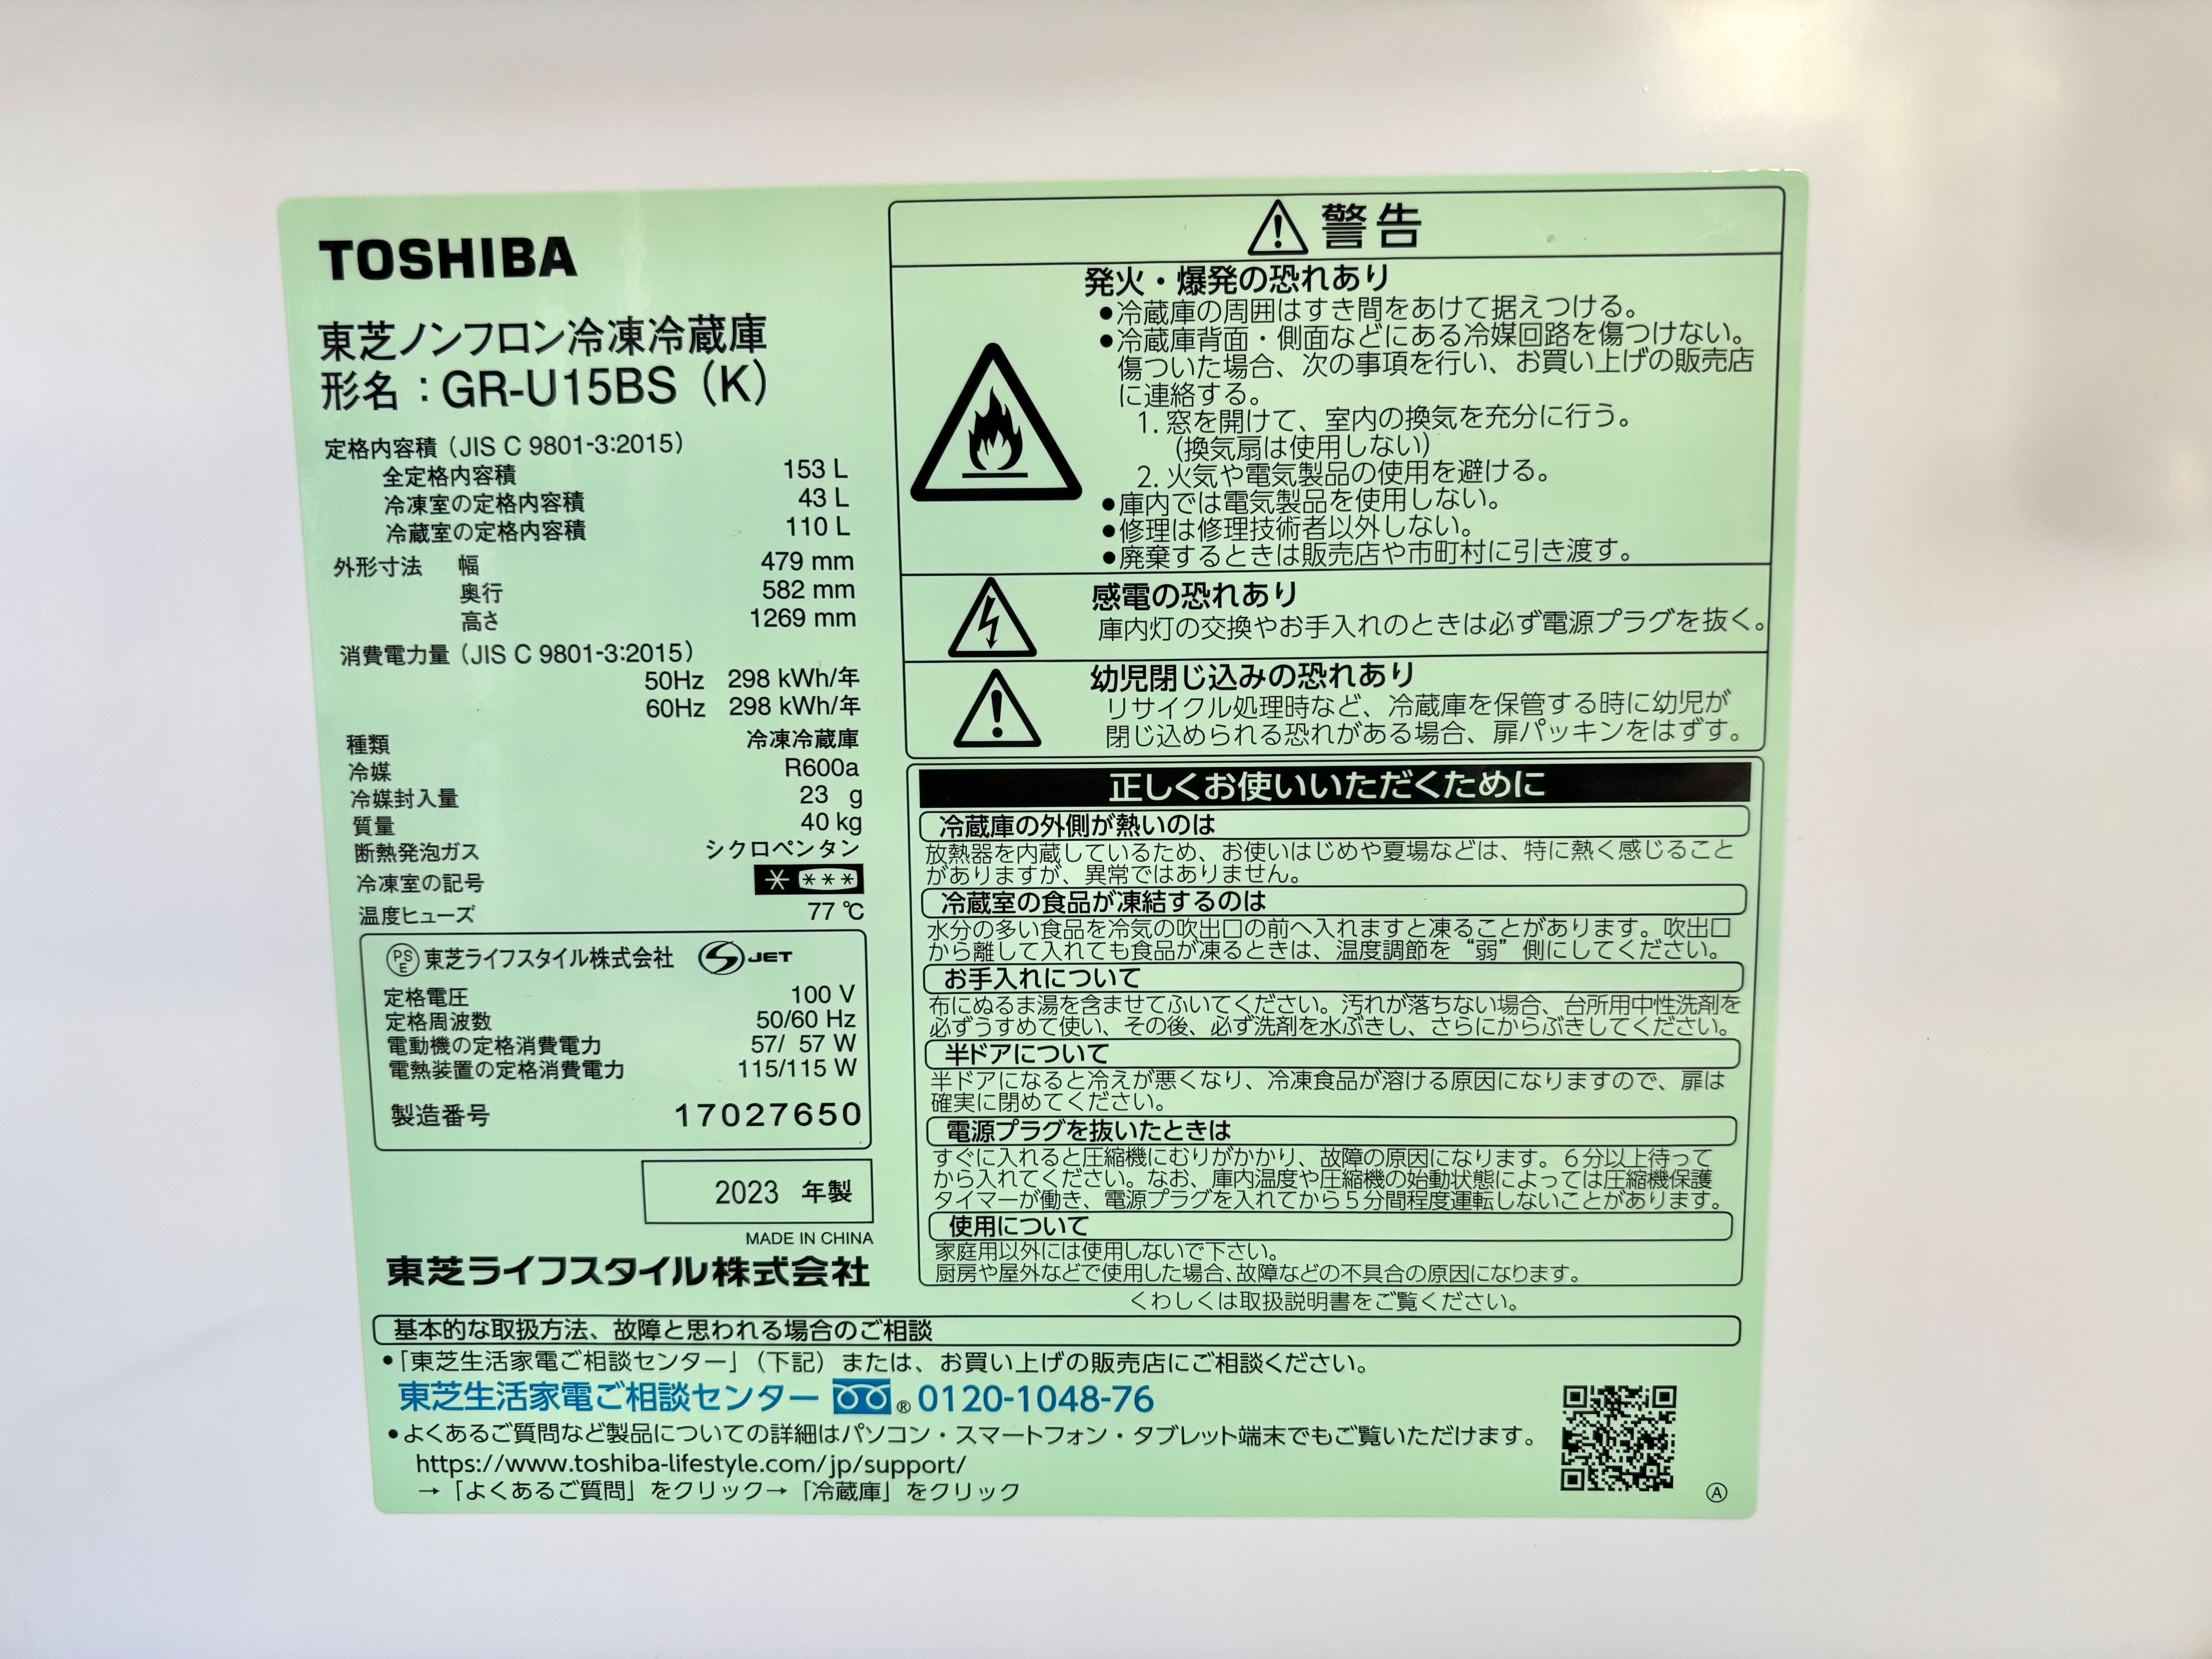 TOSHIBA
東芝ノンフロン冷凍冷蔵庫
形名：GR-U15BS（K）
定格内容積（JIS C 9801-3:2015）
全定格内容積 153 L
冷凍室の定格内容積 43 L
冷蔵室の定格内容積 110 L
外形寸法 幅 479 mm
奥行 582 mm
高さ 1269 mm
消費電力量（JIS C 9801-3:2015）
50Hz 298 kWh/年
60Hz 298 kWh/年
種類 冷凍冷蔵庫
冷媒 R600a
冷媒封入量 23 g
質量 40 kg
断熱発泡ガス シクロペンタン
冷凍室の記号 * ***
温度ヒューズ 77 ℃
PSE 東芝ライフスタイル株式会社 S JET
定格電圧 100 V
定格周波数 50/60 Hz
電動機の定格消費電力 57/ 57 W
電熱装置の定格消費電力 115/115 W
製造番号 17027650
2023 年製
MADE IN CHINA
東芝ライフスタイル株式会社
警告
発火・爆発の恐れあり
●冷蔵庫の周囲はすき間をあけて据えつける。
●冷蔵庫背面・側面などにある冷媒回路を傷つけない。
傷ついた場合、次の事項を行い、お買い上げの販売店
に連絡する。
1. 窓を開けて、室内の換気を充分に行う。
(換気扇は使用しない)
2. 火気や電気製品の使用を避ける。
●庫内では電気製品を使用しない。
●修理は修理技術者以外しない。
●廃棄するときは販売店や市町村に引き渡す。
感電の恐れあり
庫内灯の交換やお手入れのときは必ず電源プラグを抜く。
幼児閉じ込みの恐れあり
リサイクル処理時など、冷蔵庫を保管する時に幼児が
閉じ込められる恐れがある場合、扉パッキンをはずす。
正しくお使いいただくために
冷蔵庫の外側が熱いのは
放熱器を内蔵しているため、お使いはじめや夏場などは、特に熱く感じること
がありますが、異常ではありません。
冷蔵室の食品が凍結するのは
水分の多い食品を冷気の吹出口の前へ入れますと凍ることがあります。吹出口
から離して入れても食品が凍るときは、温度調節を“弱”側にしてください。
お手入れについて
布にぬるま湯を含ませてふいてください。汚れが落ちない場合、台所用中性洗剤を
必ずうすめて使い、その後、必ず洗剤を水ぶきし、さらにからぶきしてください。
半ドアについて
半ドアになると冷えが悪くなり、冷凍食品が溶ける原因になりますので、扉は
確実に閉めてください。
電源プラグを抜いたときは
すぐに入れると圧縮機にむりがかかり、故障の原因になります。6分以上待って
から入れてください。なお、庫内温度や圧縮機の始動状態によっては圧縮機保護
タイマーが働き、電源プラグを入れてから5分間程度運転しないことがあります。
使用について
家庭用以外には使用しないで下さい。
厨房や屋外などで使用した場合、故障などの不具合の原因になります。
くわしくは取扱説明書をご覧ください。
基本的な取扱方法、故障と思われる場合のご相談
●「東芝生活家電ご相談センター」（下記）または、お買い上げの販売店にご相談ください。
東芝生活家電ご相談センター ® 0120-1048-76
●よくあるご質問など製品についての詳細はパソコン・スマートフォン・タブレット端末でもご覧いただけます。
https://www.toshiba-lifestyle.com/jp/support/
→「よくあるご質問」をクリック→「冷蔵庫」をクリック
Ⓐ